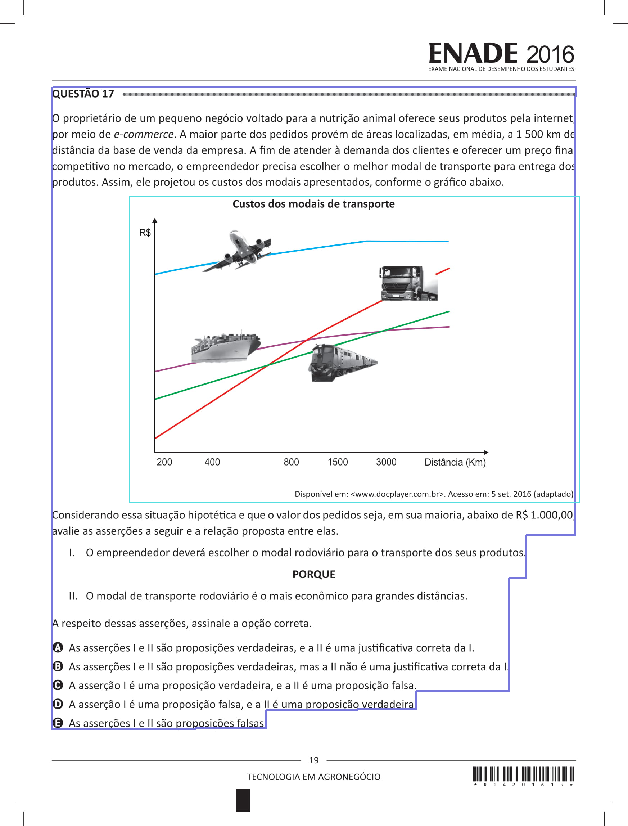 ENADE 2016
EXAME NACIONAL DE DESEMPENHO DOS ESTUDANTES
QUESTÃO 17
O proprietário de um pequeno negócio voltado para a nutrição animal oferece seus produtos pela internet,
por meio de e-commerce. A maior parte dos pedidos provém de áreas localizadas, em média, a 1 500 km de
distância da base de venda da empresa. A fim de atender à demanda dos clientes e oferecer um preço final
competitivo no mercado, o empreendedor precisa escolher o melhor modal de transporte para entrega dos
produtos. Assim, ele projetou os custos dos modais apresentados, conforme o gráfico abaixo.
Custos dos modais de transporte
R$
200 400 800 1500 3000 Distância (Km)
Disponível em: <www.docplayer.com.br>. Acesso em: 5 set. 2016 (adaptado).
Considerando essa situação hipotética e que o valor dos pedidos seja, em sua maioria, abaixo de R$ 1.000,00,
avalie as asserções a seguir e a relação proposta entre elas.
I. O empreendedor deverá escolher o modal rodoviário para o transporte dos seus produtos.
PORQUE
II. O modal de transporte rodoviário é o mais econômico para grandes distâncias.
A respeito dessas asserções, assinale a opção correta.
A As asserções I e II são proposições verdadeiras, e a II é uma justificativa correta da I.
B As asserções I e II são proposições verdadeiras, mas a II não é uma justificativa correta da I.
C A asserção I é uma proposição verdadeira, e a II é uma proposição falsa.
D A asserção I é uma proposição falsa, e a II é uma proposição verdadeira.
E As asserções I e II são proposições falsas.
19
TECNOLOGIA EM AGRONEGÓCIO